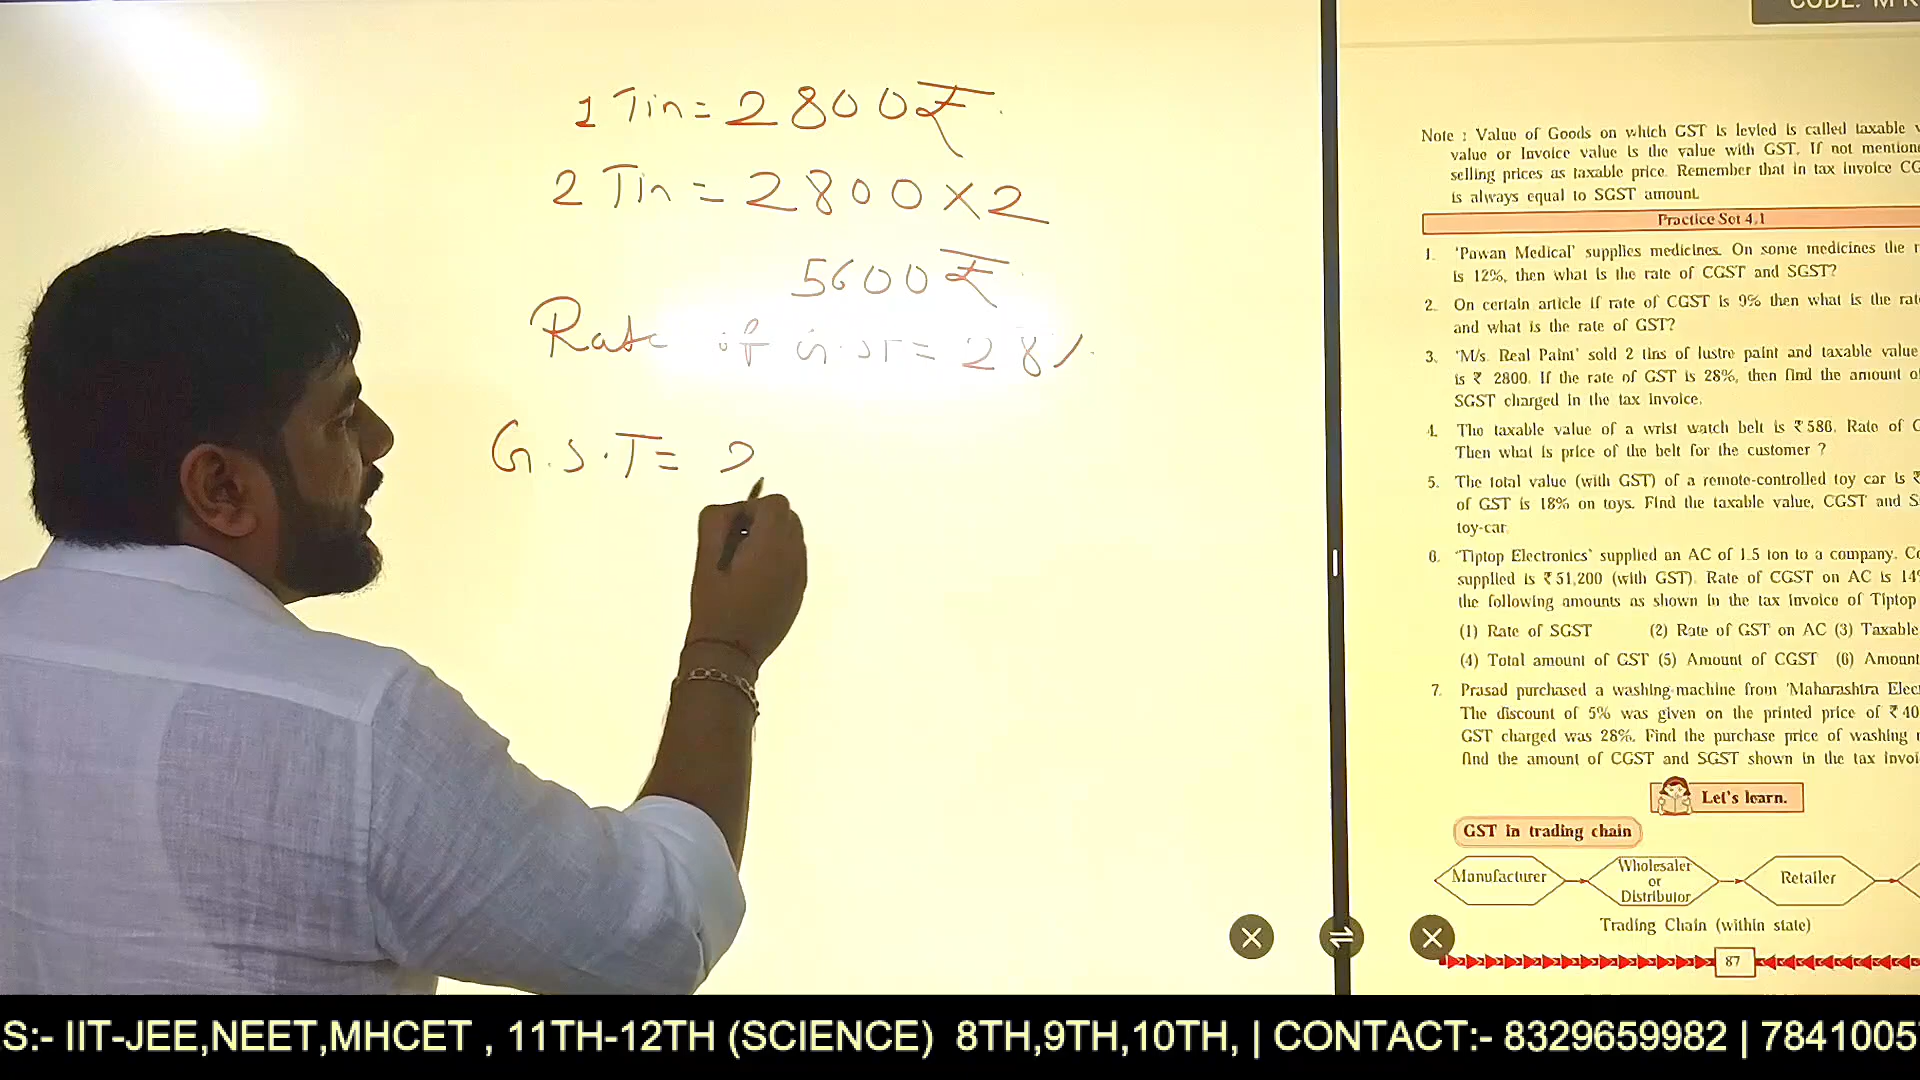 1 Tin = 2800₹
2 Tin = 2800 × 2
5600₹
Rate of G.ST = 28%
G.S.T = 2
CODE: M
Note : Value of Goods on which GST is levied is called taxable
value or Invoice value is the value with GST. If not mention
selling prices as taxable price. Remember that in tax invoice
is always equal to SGST amount.
Practice Set 4.1
1. 'Pawan Medical' supplies medicines. On some medicines the
is 12%, then what is the rate of CGST and SGST?
2. On certain article if rate of CGST is 9% then what is the
and what is the rate of GST?
3. 'M/s. Real Paint' sold 2 tins of lustre paint and taxable value
is ₹ 2800. If the rate of GST is 28%, then find the amount
SGST charged in the tax invoice.
4. The taxable value of a wrist watch belt is ₹ 586. Rate of
Then what is price of the belt for the customer ?
5. The total value (with GST) of a remote-controlled toy car is ₹
of GST is 18% on toys. Find the taxable value, CGST and
toy-car.
6. 'Tiptop Electronics' supplied an AC of 1.5 ton to a company.
supplied is ₹ 51,200 (with GST). Rate of CGST on AC is 14
the following amounts as shown in the tax invoice of Tiptop
(1) Rate of SGST (2) Rate of GST on AC (3) Taxable
(4) Total amount of GST (5) Amount of CGST (6) Amount
7. Prasad purchased a washing-machine from 'Maharashtra Elec
The discount of 5% was given on the printed price of ₹ 40
GST charged was 28%. Find the purchase price of washing
find the amount of CGST and SGST shown in the tax invoi
Let's learn.
GST in trading chain
Manufacturer
Wholesaler
or
Distributor
Retailer
Trading Chain (within state)
87
S:- IIT-JEE,NEET,MHCET , 11TH-12TH (SCIENCE) 8TH,9TH,10TH, | CONTACT:- 8329659982 | 7841005